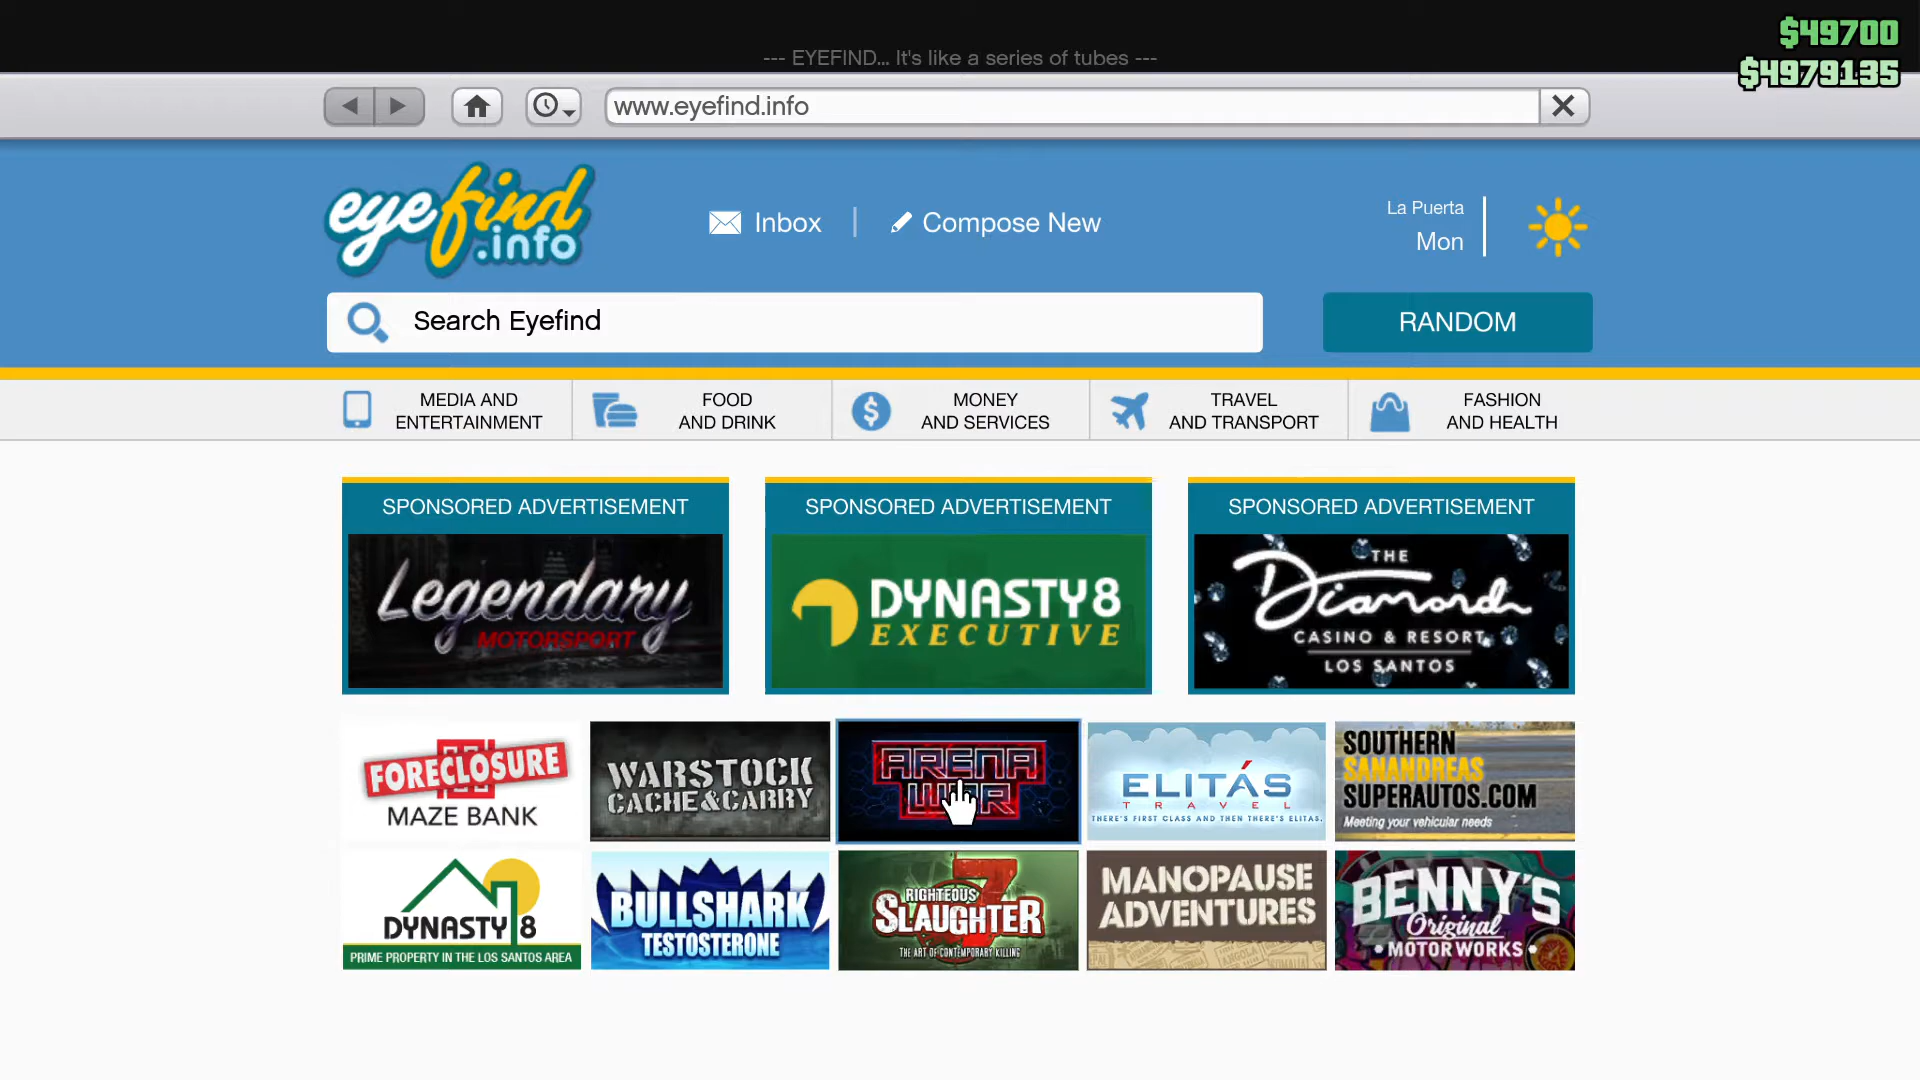 $49700
--- EYEFIND... It's like a series of tubes ---
$4979135
www.eyefind.info
eyefind
.info
Inbox
Compose New
La Puerta
Mon
Search Eyefind
RANDOM
MEDIA AND
ENTERTAINMENT
FOOD
AND DRINK
MONEY
AND SERVICES
TRAVEL
AND TRANSPORT
FASHION
AND HEALTH
SPONSORED ADVERTISEMENT
Legendary
MOTORSPORT
SPONSORED ADVERTISEMENT
DYNASTY8
EXECUTIVE
SPONSORED ADVERTISEMENT
THE
Diamond
CASINO & RESORT
LOS SANTOS
FORECLOSURE
MAZE BANK
WARSTOCK
CACHE&CARRY
ARENA
WAR
ELITÁS
TRAVEL
THERE'S FIRST CLASS AND THEN THERE'S ELITAS.
SOUTHERN
SANANDREAS
SUPERAUTOS.COM
Meeting your vehicular needs
DYNASTY 8
PRIME PROPERTY IN THE LOS SANTOS AREA
BULLSHARK
TESTOSTERONE
RIGHTEOUS
SLAUGHTER
7
THE ART OF CONTEMPORARY KILLING
MANOPAUSE
ADVENTURES
BENNY'S
Original
MOTOR WORKS